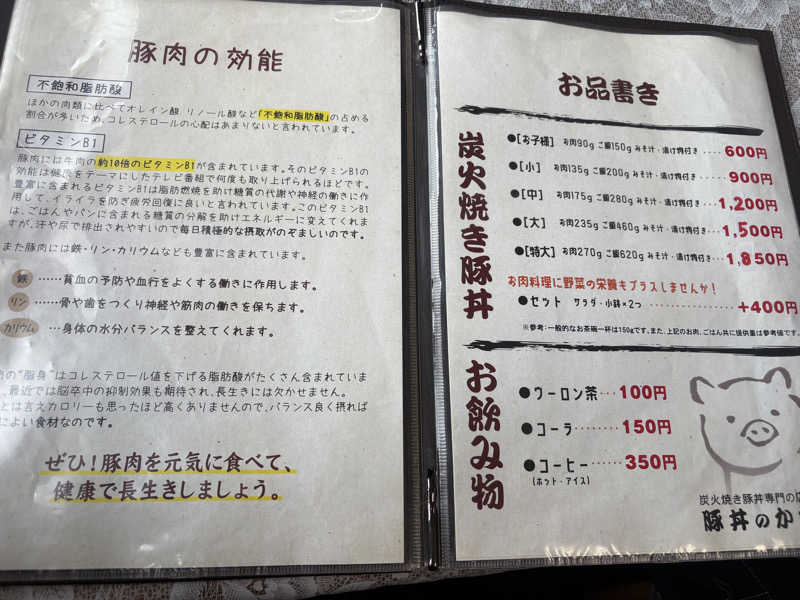 豚肉の効能
不飽和脂肪酸
ほかの肉類に比べてオレイン酸、リノール酸など「不飽和脂肪酸」の占める
割合が多いため、コレステロールの心配はあまりないと言われています。
ビタミンB1
豚肉には牛肉の約10倍のビタミンB1が含まれています。そのビタミンB1の
効能は健康をテーマにしたテレビ番組で何度も取り上げられるほどです。
豊富に含まれるビタミンB1は脂肪燃焼を助け糖質の代謝や神経の働きに作
用して、イライラを防ぎ疲労回復に良いと言われています。このビタミンB1
は、ごはんやパンに含まれる糖質の分解を助けエネルギーに変えてくれま
すが、汗や尿で排出されやすいので毎日積極的な摂取がのぞましいのです。
また豚肉には鉄・リン・カリウムなども豊富に含まれています。
鉄 ……貧血の予防や血行をよくする働きに作用します。
リン ……骨や歯をつくり神経や筋肉の働きを保ちます。
カリウム …身体の水分バランスを整えてくれます。
の"脂身"はコレステロール値を下げる脂肪酸がたくさん含まれていま
、最近では脳卒中の抑制効果も期待され、長生きには欠かせません。
とは言えカロリーも思ったほど高くありませんので、バランス良く摂れば
によい食材なのです。
ぜひ!豚肉を元気に食べて、
健康で長生きしましょう。
お品書き
炭火焼き豚丼
●[お子様] お肉90g ご飯150g みそ汁・漬け物付き 600円
●[小] お肉135g ご飯200g みそ汁・漬け物付き 900円
●[中] お肉175g ご飯280g みそ汁・漬け物付き 1,200円
●[大] お肉235g ご飯460g みそ汁・漬け物付き 1,500円
●[特大] お肉270g ご飯620g みそ汁・漬け物付き 1,850円
お肉料理に野菜の栄養もプラスしませんか!
●セット サラダ・小鉢×2つ +400円
※参考:一般的なお茶碗一杯は150gです。また、上記のお肉、ごはん共に提供量は参考値です。
お飲み物
●ウーロン茶…100円
●コーラ……150円
●コーヒー……350円
(ホット・アイス)
炭火焼き豚丼専門の店
豚丼のか